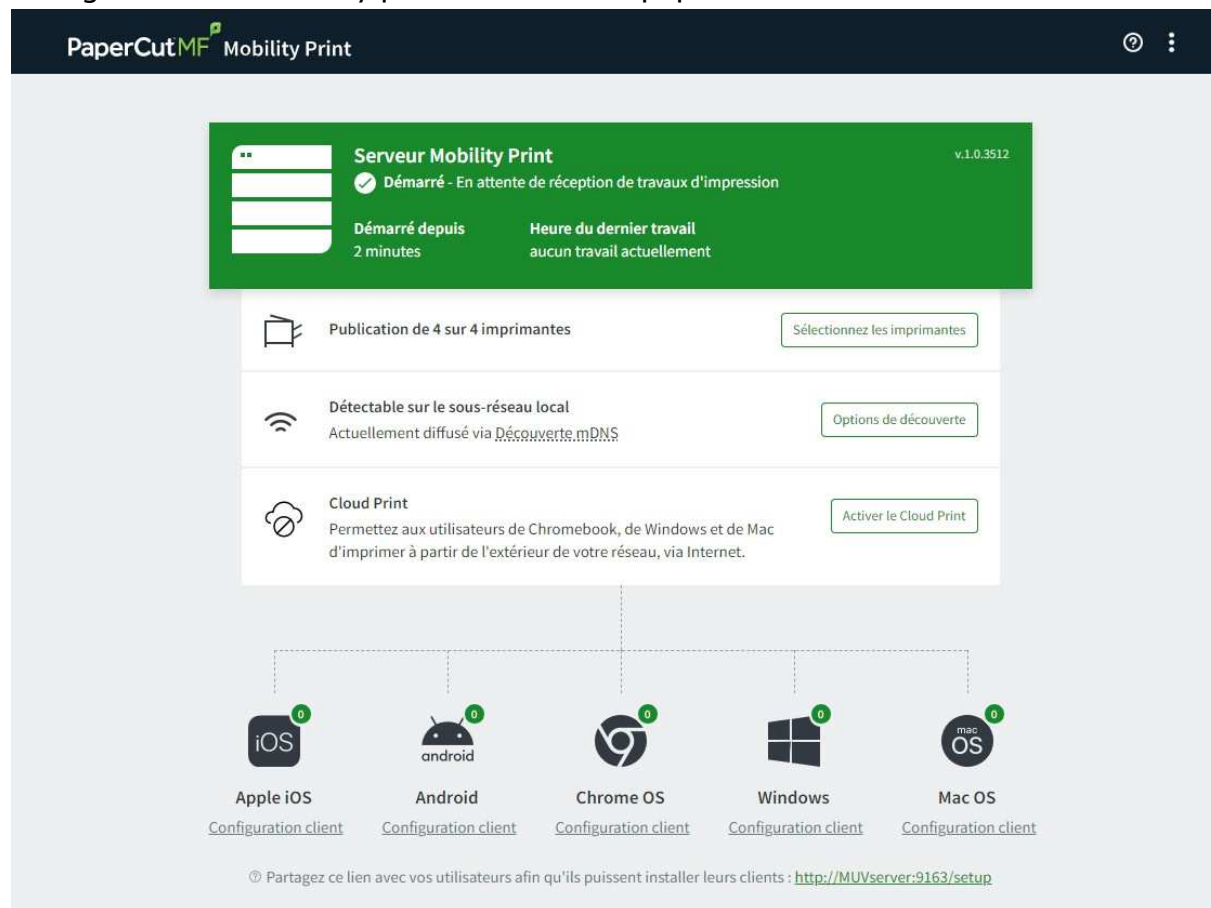 PaperCut MF Mobility Print
Serveur Mobility Print
v.1.0.3512
Démarré - En attente de réception de travaux d'impression
Démarré depuis
Heure du dernier travail
2 minutes
aucun travail actuellement
Publication de 4 sur 4 imprimantes
Sélectionnez les imprimantes
Détectable sur le sous-réseau local
Actuellement diffusé via Découverte mDNS
Options de découverte
Cloud Print
Permettez aux utilisateurs de Chromebook, de Windows et de Mac
d'imprimer à partir de l'extérieur de votre réseau, via Internet.
Activer le Cloud Print
iOS
0
android
0
0
0
mac
OS
0
Apple iOS
Android
Chrome OS
Windows
Mac OS
Configuration client
Configuration client
Configuration client
Configuration client
Configuration client
Partagez ce lien avec vos utilisateurs afin qu'ils puissent installer leurs clients : http://MUVserver:9163/setup